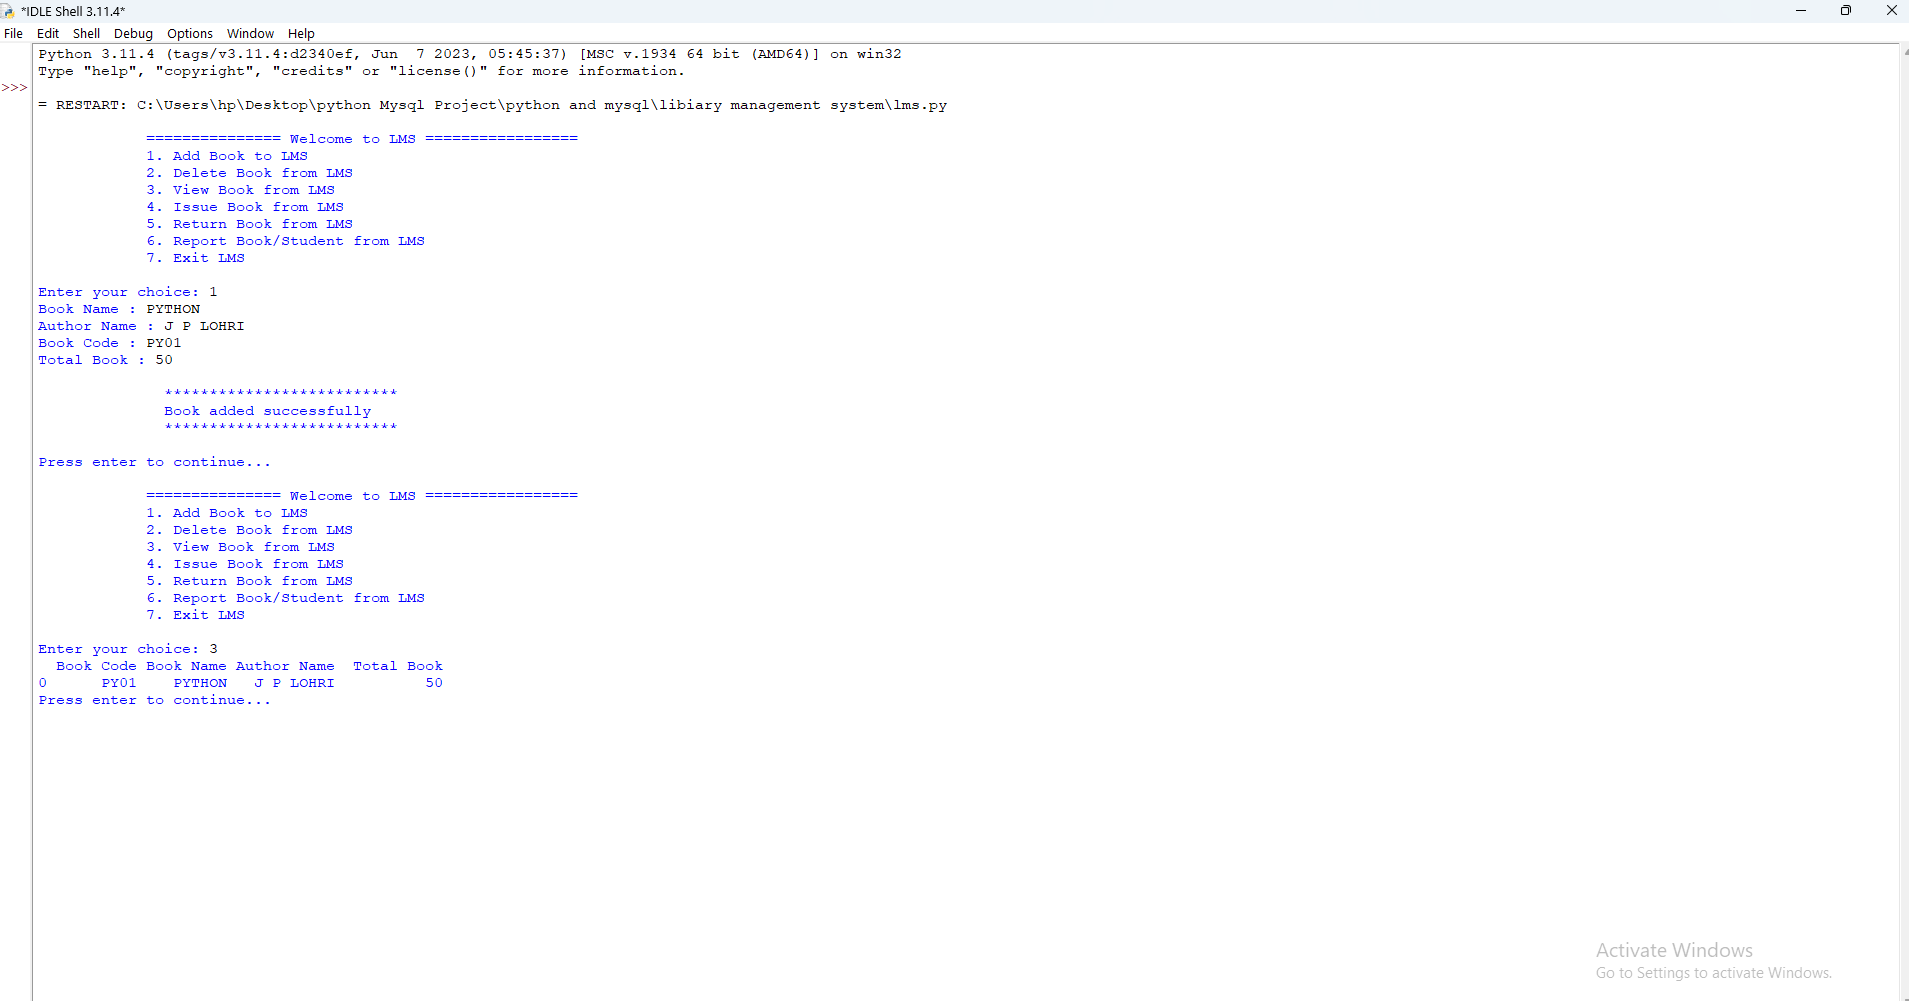 *IDLE Shell 3.11.4*
File Edit Shell Debug Options Window Help
Python 3.11.4 (tags/v3.11.4:d2340ef, Jun  7 2023, 05:45:37) [MSC v.1934 64 bit (AMD64)] on win32
Type "help", "copyright", "credits" or "license()" for more information.
>>>
= RESTART: C:\Users\hp\Desktop\python Mysql Project\python and mysql\libiary management system\lms.py
=============== Welcome to LMS =================
1. Add Book to LMS
2. Delete Book from LMS
3. View Book from LMS
4. Issue Book from LMS
5. Return Book from LMS
6. Report Book/Student from LMS
7. Exit LMS
Enter your choice: 1
Book Name : PYTHON
Author Name : J P LOHRI
Book Code : PY01
Total Book : 50
**************************
Book added successfully
**************************
Press enter to continue...
=============== Welcome to LMS =================
1. Add Book to LMS
2. Delete Book from LMS
3. View Book from LMS
4. Issue Book from LMS
5. Return Book from LMS
6. Report Book/Student from LMS
7. Exit LMS
Enter your choice: 3
  Book Code Book Name Author Name  Total Book
0      PY01    PYTHON   J P LOHRI          50
Press enter to continue...
Activate Windows
Go to Settings to activate Windows.